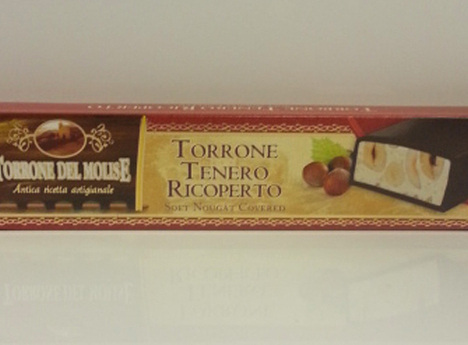 TORRONE DEL MOLISE
Antica ricetta artigianale
TORRONE
TENERO
RICOPERTO
SOFT NOUGAT COVERED